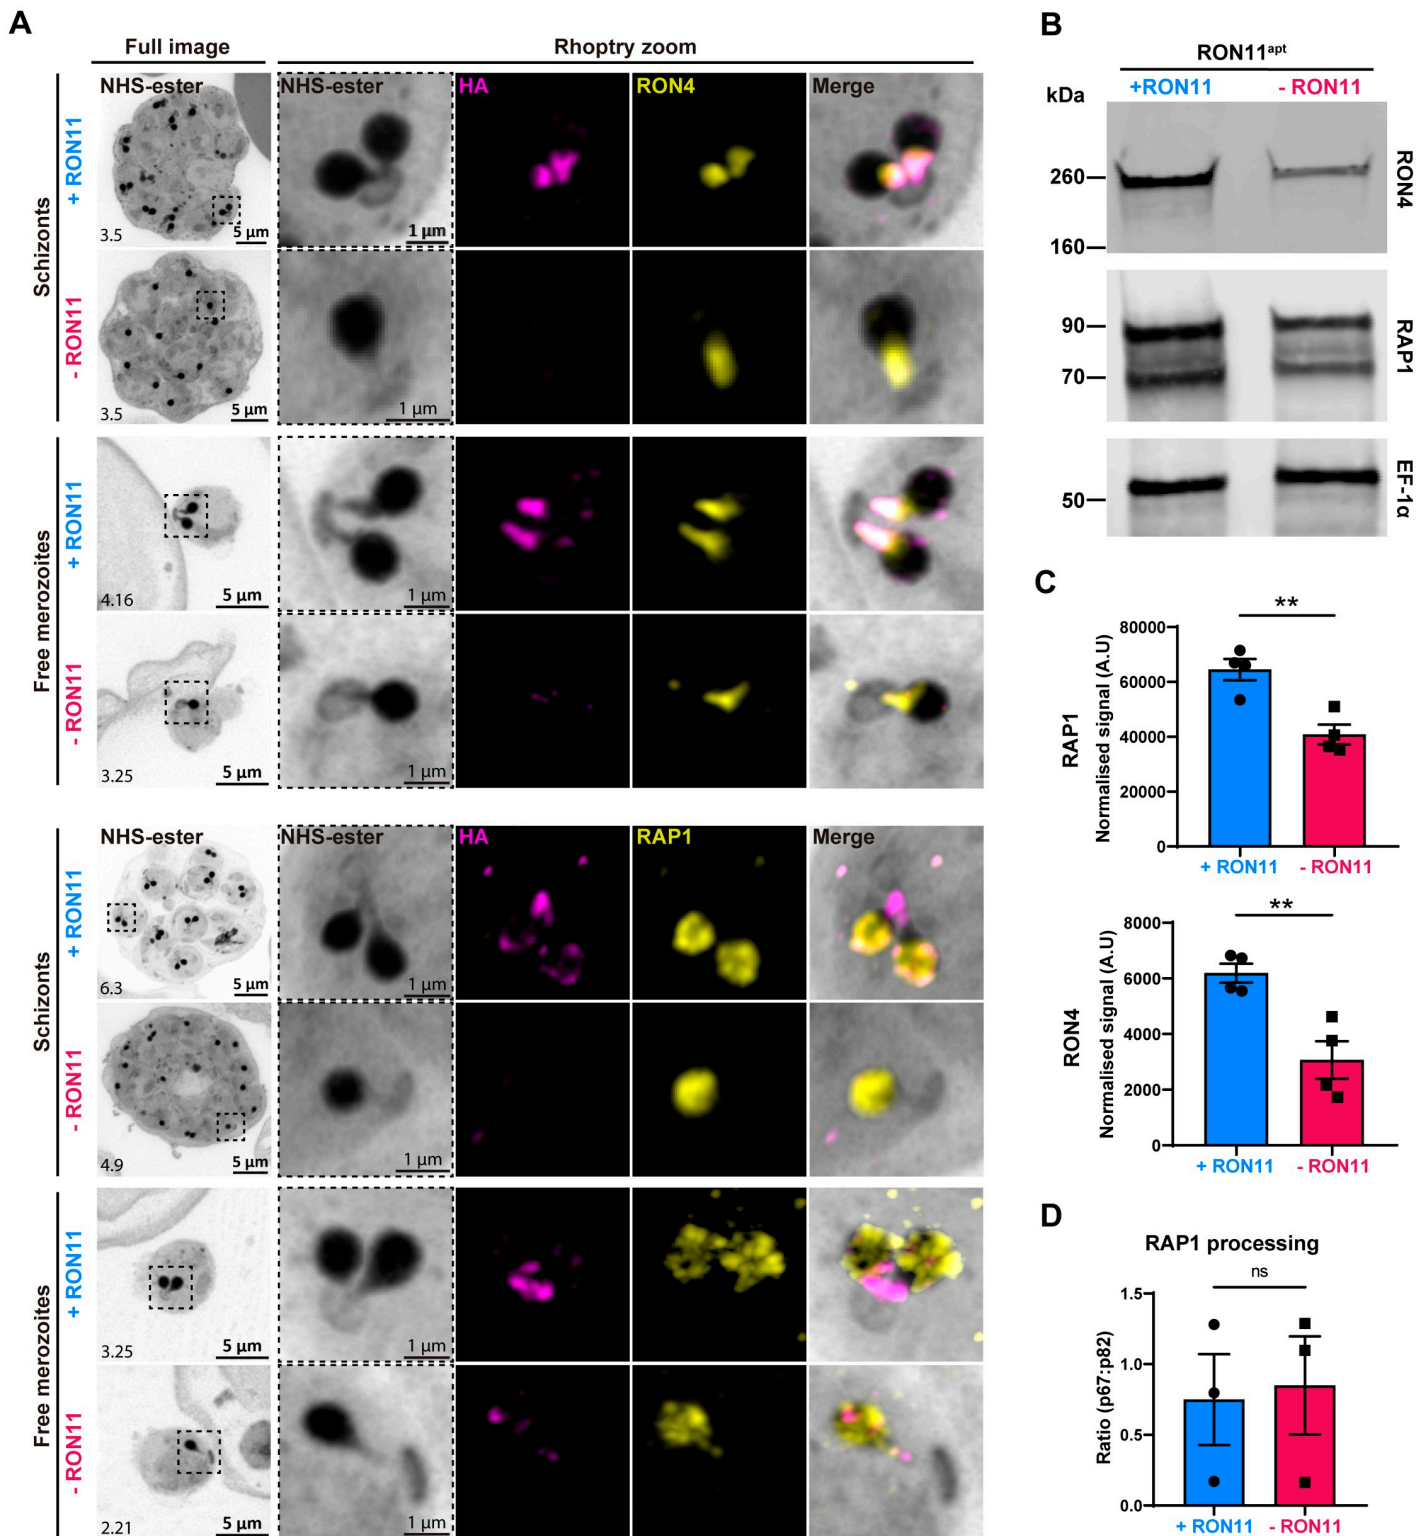 A
Full image
Rhoptry zoom
Schizonts
+ RON11
NHS-ester
3.5
5 µm
NHS-ester
1 µm
HA
RON4
Merge
- RON11
3.5
5 µm
1 µm
Free merozoites
+ RON11
4.16
5 µm
1 µm
- RON11
3.25
5 µm
1 µm
Schizonts
+ RON11
NHS-ester
6.3
5 µm
NHS-ester
1 µm
HA
RAP1
Merge
- RON11
4.9
5 µm
1 µm
Free merozoites
+ RON11
3.25
5 µm
1 µm
- RON11
2.21
5 µm
1 µm
B
RON11apt
kDa
+RON11
- RON11
260
160
RON4
90
70
RAP1
50
EF-1α
C
RAP1
Normalised signal (A.U)
80000
60000
40000
20000
0
**
+ RON11
- RON11
RON4
Normalised signal (A.U)
8000
6000
4000
2000
0
**
+ RON11
- RON11
D
RAP1 processing
ns
Ratio (p67:p82)
1.5
1.0
0.5
0.0
+ RON11
- RON11